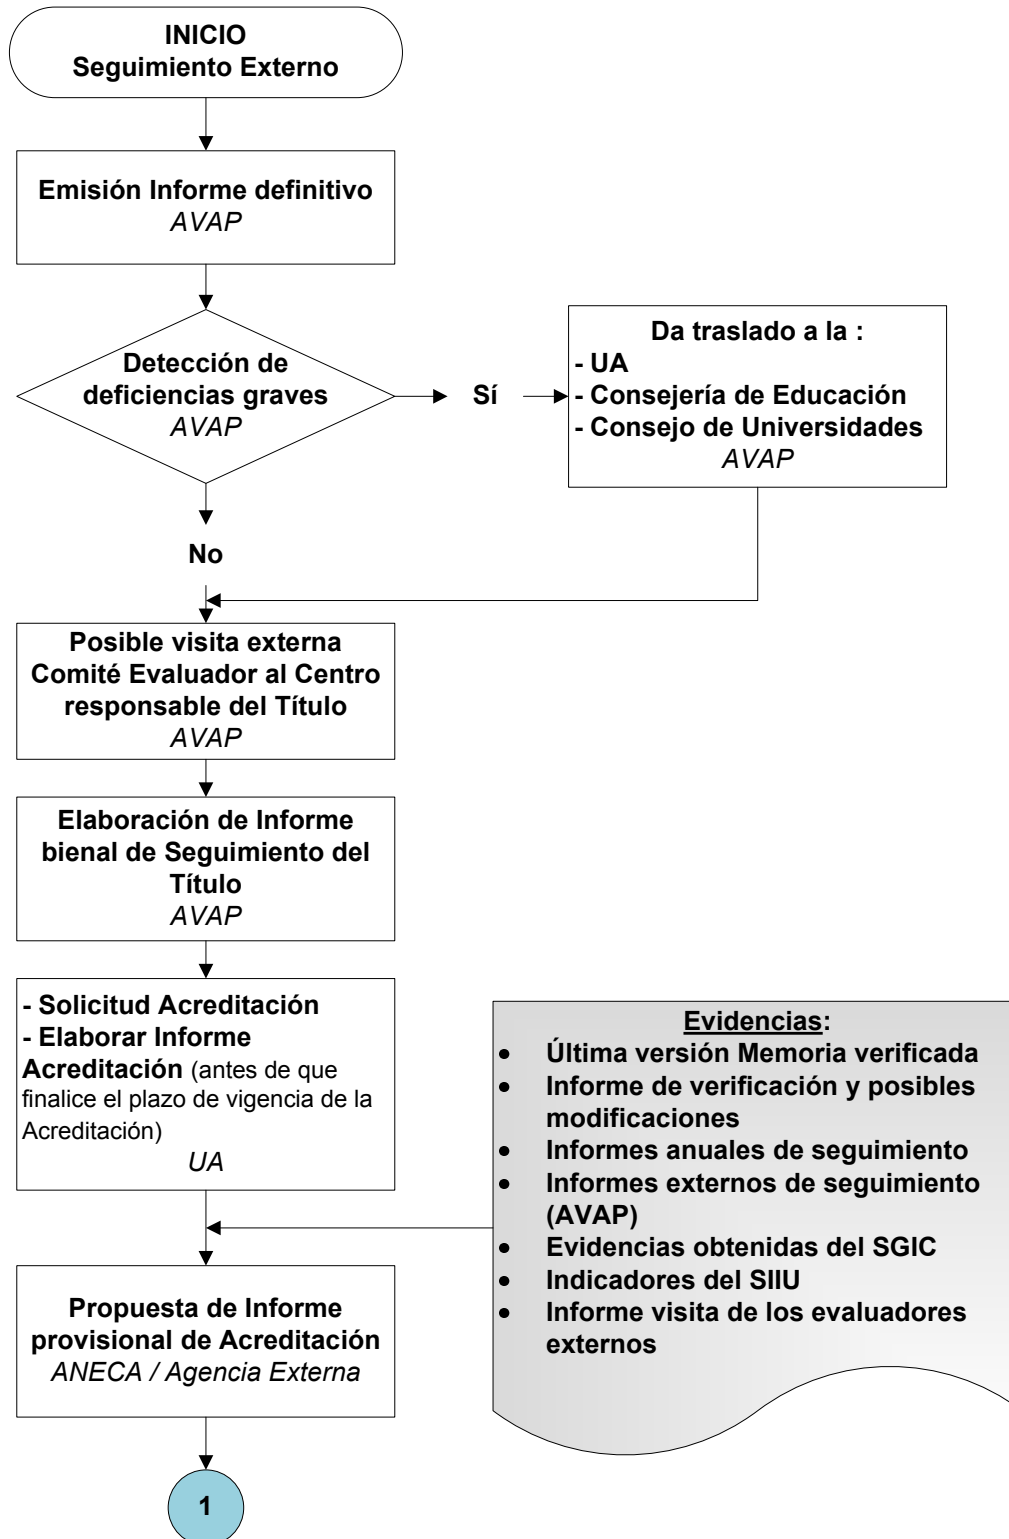 INICIO
Seguimiento Externo
Emisión Informe definitivo
AVAP
Detección de
deficiencias graves
AVAP
Sí
Da traslado a la :
- UA
- Consejería de Educación
- Consejo de Universidades
AVAP
No
Posible visita externa
Comité Evaluador al Centro
responsable del Título
AVAP
Elaboración de Informe
bienal de Seguimiento del
Título
AVAP
- Solicitud Acreditación
- Elaborar Informe
Acreditación (antes de que
finalice el plazo de vigencia de la
Acreditación)
UA
Evidencias:
• Última versión Memoria verificada
• Informe de verificación y posibles
modificaciones
• Informes anuales de seguimiento
• Informes externos de seguimiento
(AVAP)
• Evidencias obtenidas del SGIC
• Indicadores del SIIU
• Informe visita de los evaluadores
externos
Propuesta de Informe
provisional de Acreditación
ANECA / Agencia Externa
1